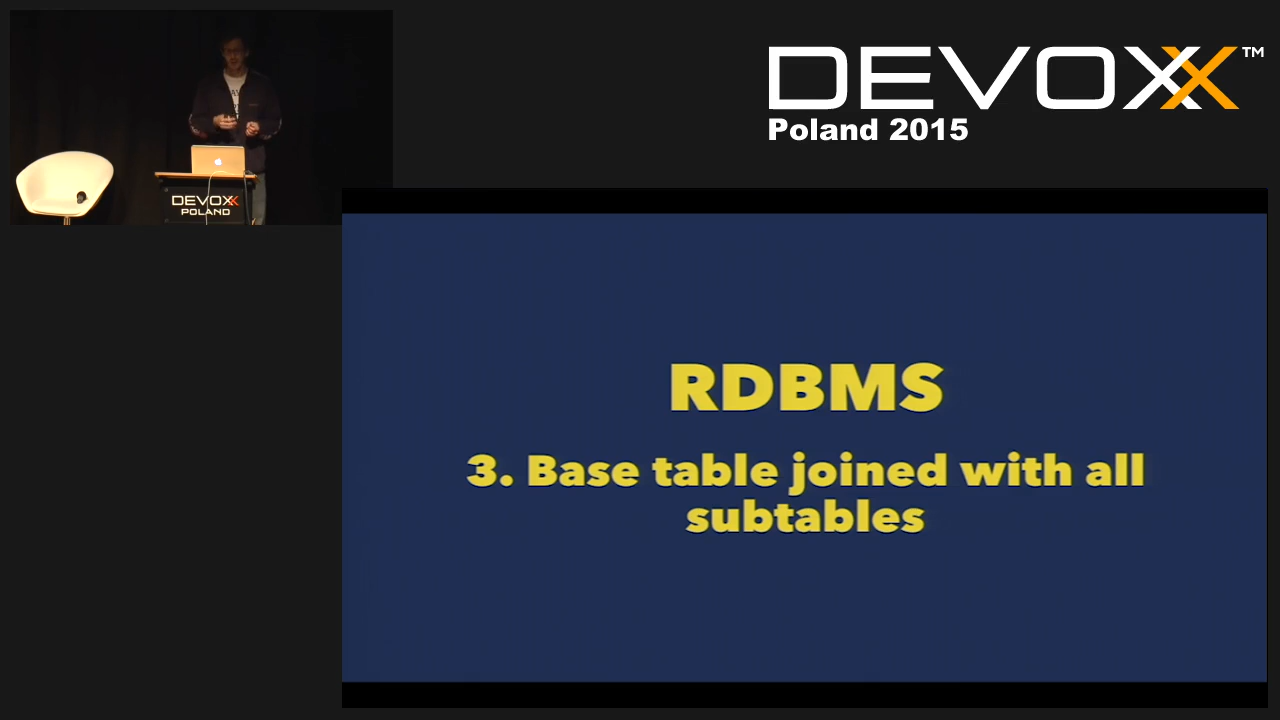 DEVOXX™
Poland 2015
DEVOXX
POLAND
RDBMS
3. Base table joined with all
subtables